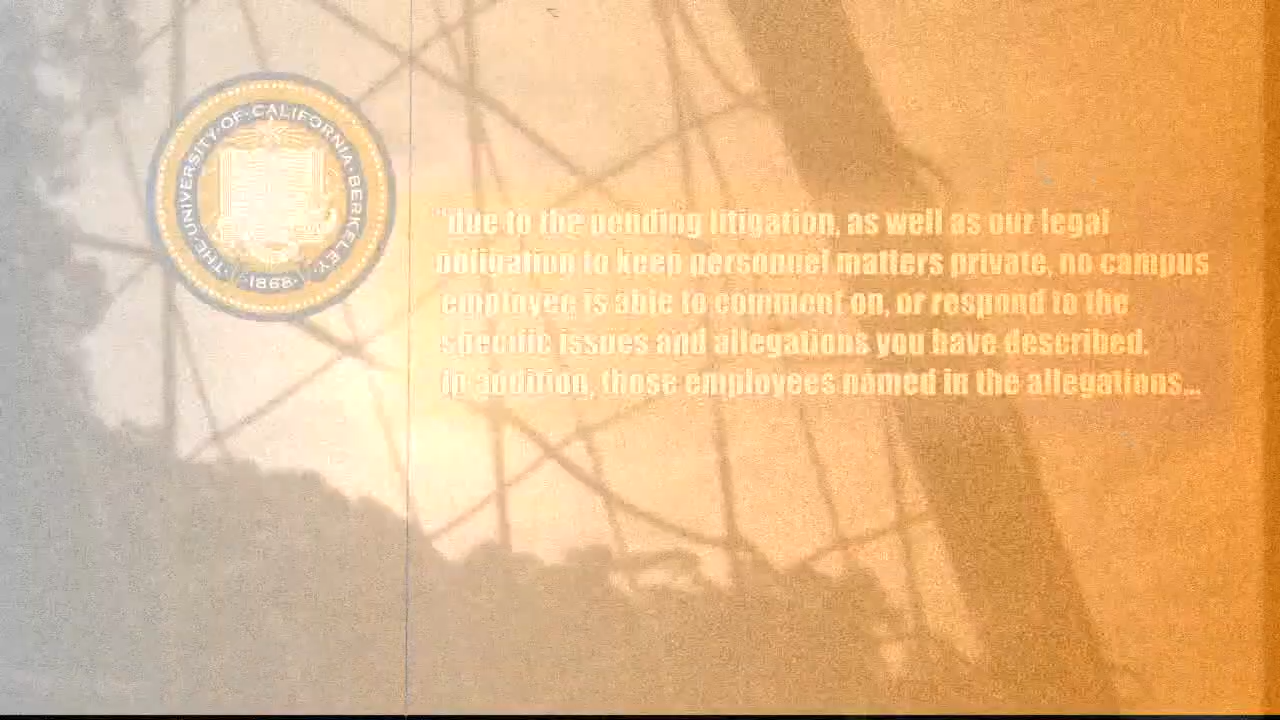 THE·UNIVERSITY·OF·CALIFORNIA·BERKELEY·
·1868·
"due to the pending litigation, as well as our legal
obligation to keep personnel matters private, no campus
employee is able to comment on, or respond to the
specific issues and allegations you have described.
In addition, those employees named in the allegations...